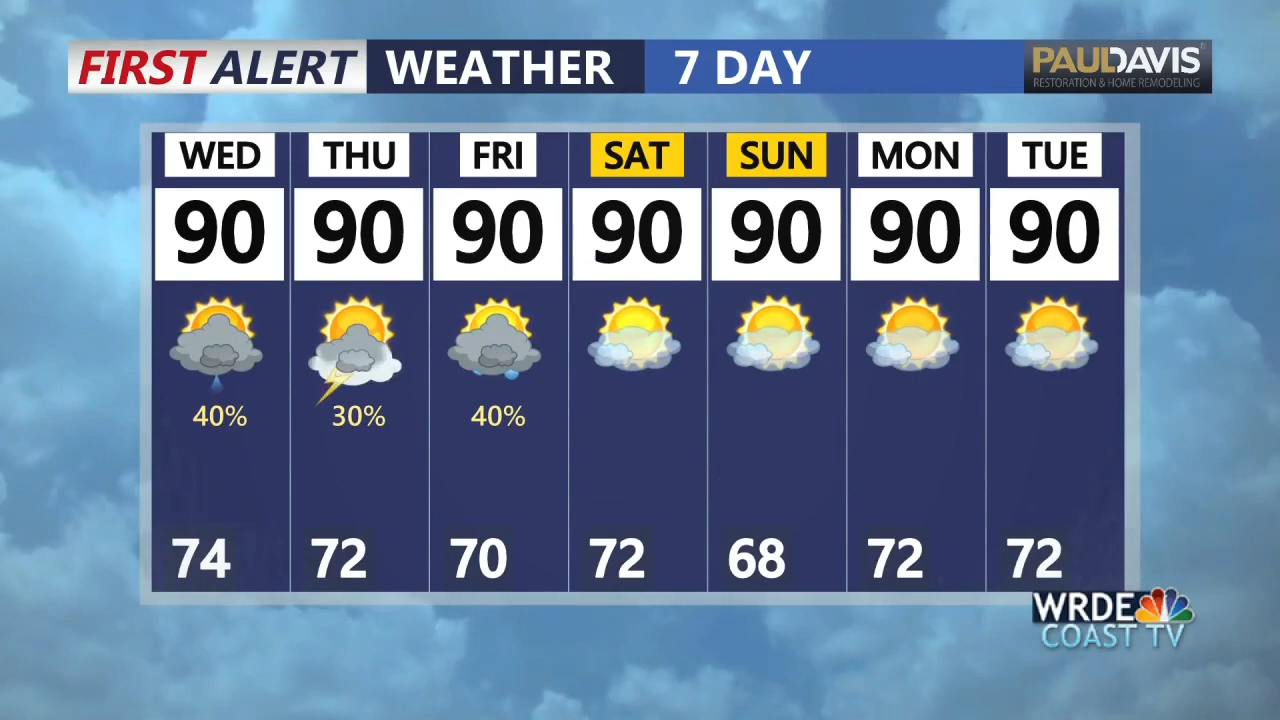 FIRST ALERT WEATHER 7 DAY
PAUL DAVIS
RESTORATION & HOME REMODELING
WED THU FRI SAT SUN MON TUE
90 90 90 90 90 90 90
40% 30% 40%
74 72 70 72 68 72 72
WRDE
COAST TV